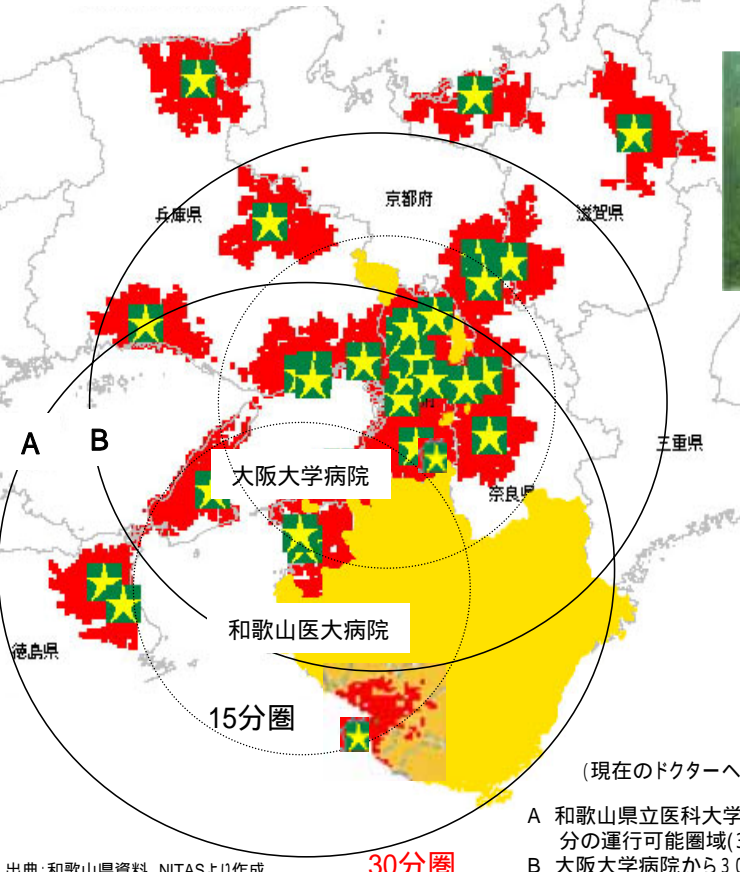 京都府
兵庫県
滋賀県
A
B
三重県
大阪大学病院
奈良県
和歌山医大病院
徳島県
15分圏
(現在のドクターヘ
A 和歌山県立医科大学
分の運行可能圏域(3
30分圏
B 大阪大学病院から30
出典:和歌山県資料、NITASより作成